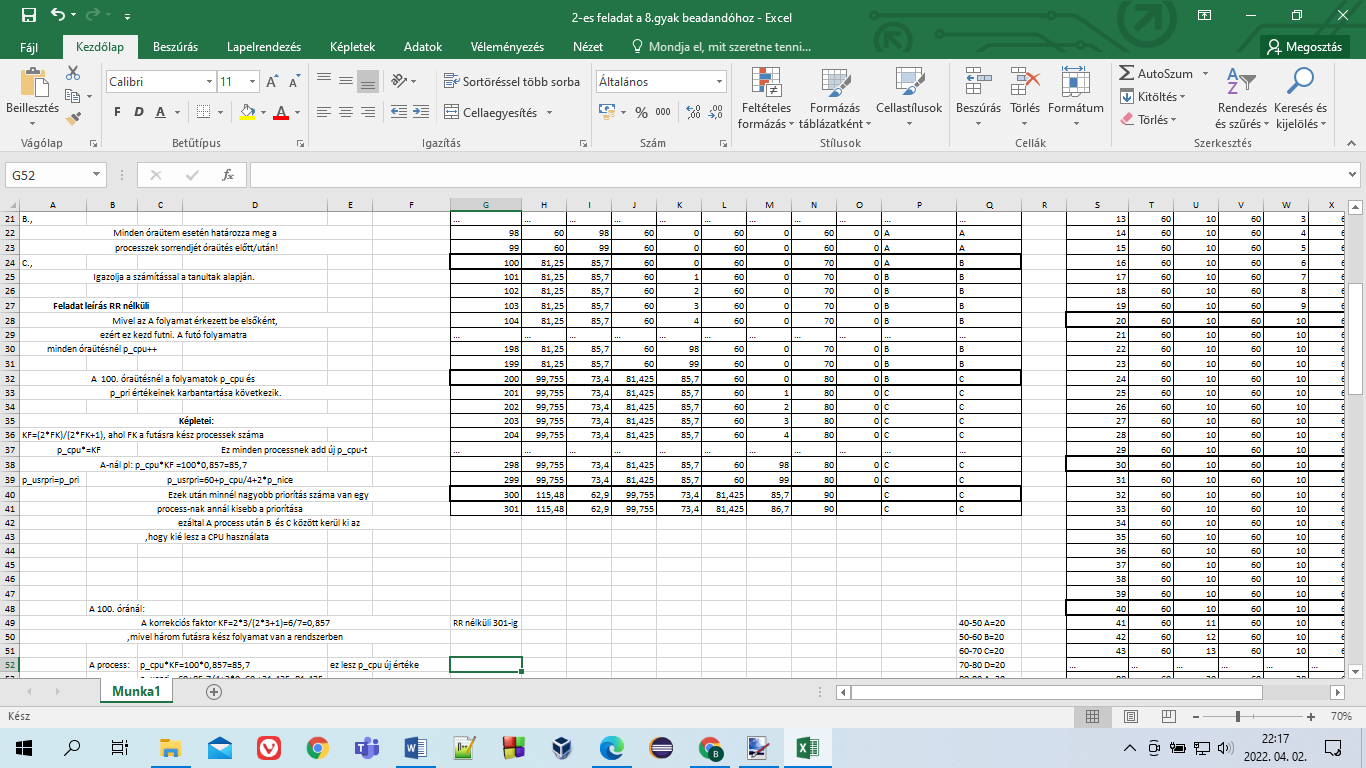 2-es feladat a 8.gyak beadandóhoz - Excel
Fájl Kezdőlap Beszúrás Lapelrendezés Képletek Adatok Véleményezés Nézet Mondja el, mit szeretne tenni... Megosztás
Beillesztés Calibri 11 Sortöréssel több sorba Általános Feltételes formázás Formázás táblázatként Cellastílusok Beszúrás Törlés Formátum AutoSzum Kitöltés Törlés Rendezés és szűrés Keresés és kijelölés
F D A Cellaegyesítés % 000
Vágólap Betűtípus Igazítás Szám Stílusok Cellák Szerkesztés
G52 fx
A B C D E F G H I J K L M N O P Q R S T U V W X
21 B., ... ... ... ... ... ... ... ... ... ... ... 13 60 10 60 3 6
22 Minden óraütem esetén határozza meg a 98 60 98 60 0 60 0 60 0 A A 14 60 10 60 4 6
23 processzek sorrendjét óraütés előtt/után! 99 60 99 60 0 60 0 60 0 A A 15 60 10 60 5 6
24 C., 100 81,25 85,7 60 0 60 0 70 0 A B 16 60 10 60 6 6
25 Igazolja a számítással a tanultak alapján. 101 81,25 85,7 60 1 60 0 70 0 B B 17 60 10 60 7 6
26 102 81,25 85,7 60 2 60 0 70 0 B B 18 60 10 60 8 6
27 Feladat leírás RR nélküli 103 81,25 85,7 60 3 60 0 70 0 B B 19 60 10 60 9 6
28 Mivel az A folyamat érkezett be elsőként, 104 81,25 85,7 60 4 60 0 70 0 B B 20 60 10 60 10 6
29 ezért ez kezd futni. A futó folyamatra ... ... ... ... ... ... ... ... ... ... ... 21 60 10 60 10 6
30 minden óraütésnél p_cpu++ 198 81,25 85,7 60 98 60 0 70 0 B B 22 60 10 60 10 6
31 199 81,25 85,7 60 99 60 0 70 0 B B 23 60 10 60 10 6
32 A 100. óraütésnél a folyamatok p_cpu és 200 99,755 73,4 81,425 85,7 60 0 80 0 B C 24 60 10 60 10 6
33 p_pri értékeinek karbantartása következik. 201 99,755 73,4 81,425 85,7 60 1 80 0 C C 25 60 10 60 10 6
34 202 99,755 73,4 81,425 85,7 60 2 80 0 C C 26 60 10 60 10 6
35 Képletei: 203 99,755 73,4 81,425 85,7 60 3 80 0 C C 27 60 10 60 10 6
36 KF=(2*FK)/(2*FK+1), ahol FK a futásra kész processek száma 204 99,755 73,4 81,425 85,7 60 4 80 0 C C 28 60 10 60 10 6
37 p_cpu*=KF Ez minden processnek add új p_cpu-t ... ... ... ... ... ... ... ... ... ... ... 29 60 10 60 10 6
38 A-nál pl: p_cpu*KF =100*0,857=85,7 298 99,755 73,4 81,425 85,7 60 98 80 0 C C 30 60 10 60 10 6
39 p_usrpri=p_pri p_usrpri=60+p_cpu/4+2*p_nice 299 99,755 73,4 81,425 85,7 60 99 80 0 C C 31 60 10 60 10 6
40 Ezek után minnél nagyobb prioritás száma van egy 300 115,48 62,9 99,755 73,4 81,425 85,7 90 C C 32 60 10 60 10 6
41 process-nak annál kisebb a prioritása 301 115,48 62,9 99,755 73,4 81,425 86,7 90 C C 33 60 10 60 10 6
42 ezáltal A process után B és C között kerül ki az 34 60 10 60 10 6
43 ,hogy kié lesz a CPU használata 35 60 10 60 10 6
44 36 60 10 60 10 6
45 37 60 10 60 10 6
46 38 60 10 60 10 6
47 39 60 10 60 10 6
48 A 100. óránál: 40 60 10 60 10 6
49 A korrekciós faktor KF=2*3/(2*3+1)=6/7=0,857 RR nélküli 301-ig 40-50 A=20 41 60 11 60 10 6
50 ,mivel három futásra kész folyamat van a rendszerben 50-60 B=20 42 60 12 60 10 6
51 60-70 C=20 43 60 13 60 10 6
52 A process: p_cpu*KF=100*0,857=85,7 ez lesz p_cpu új értéke 70-80 D=20 ... ... ... ... ... ...
Munka1
Kész 70%
22:17
2022. 04. 02.